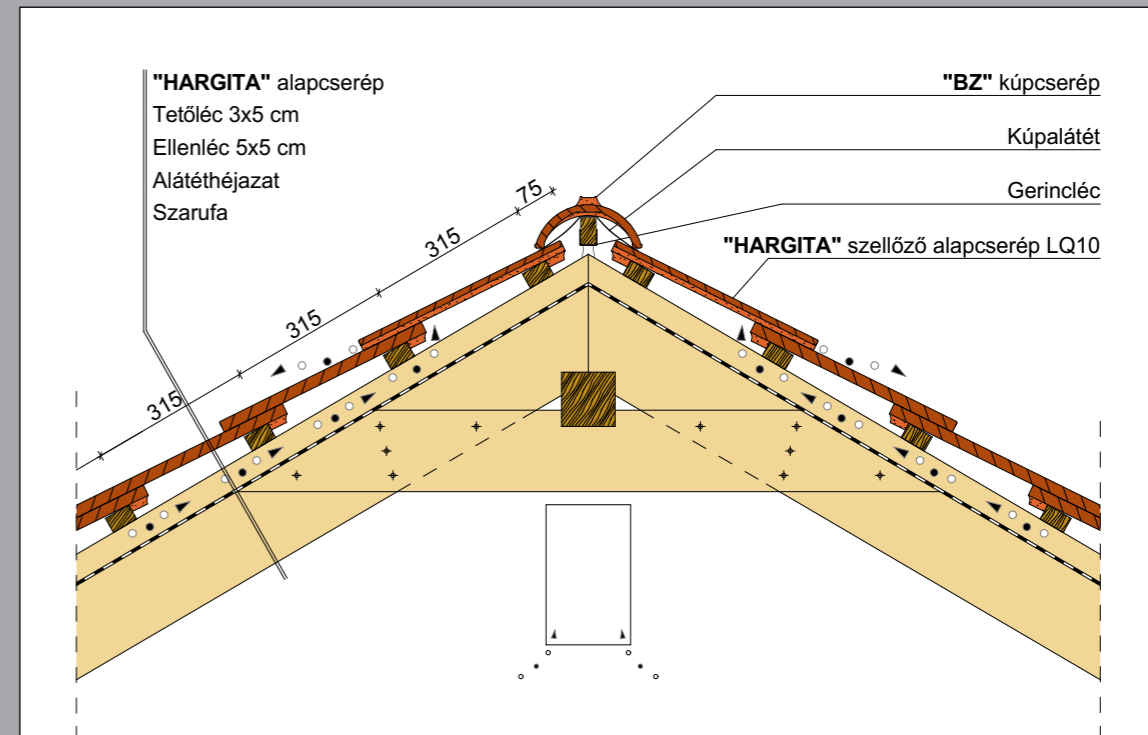 "HARGITA" alapcserép
Tetőléc 3x5 cm
Ellenléc 5x5 cm
Alátéthéjazat
Szarufa
"BZ" kúpcserép
Kúpalátét
Gerincléc
"HARGITA" szellőző alapcserép LQ10
75
315
315
315